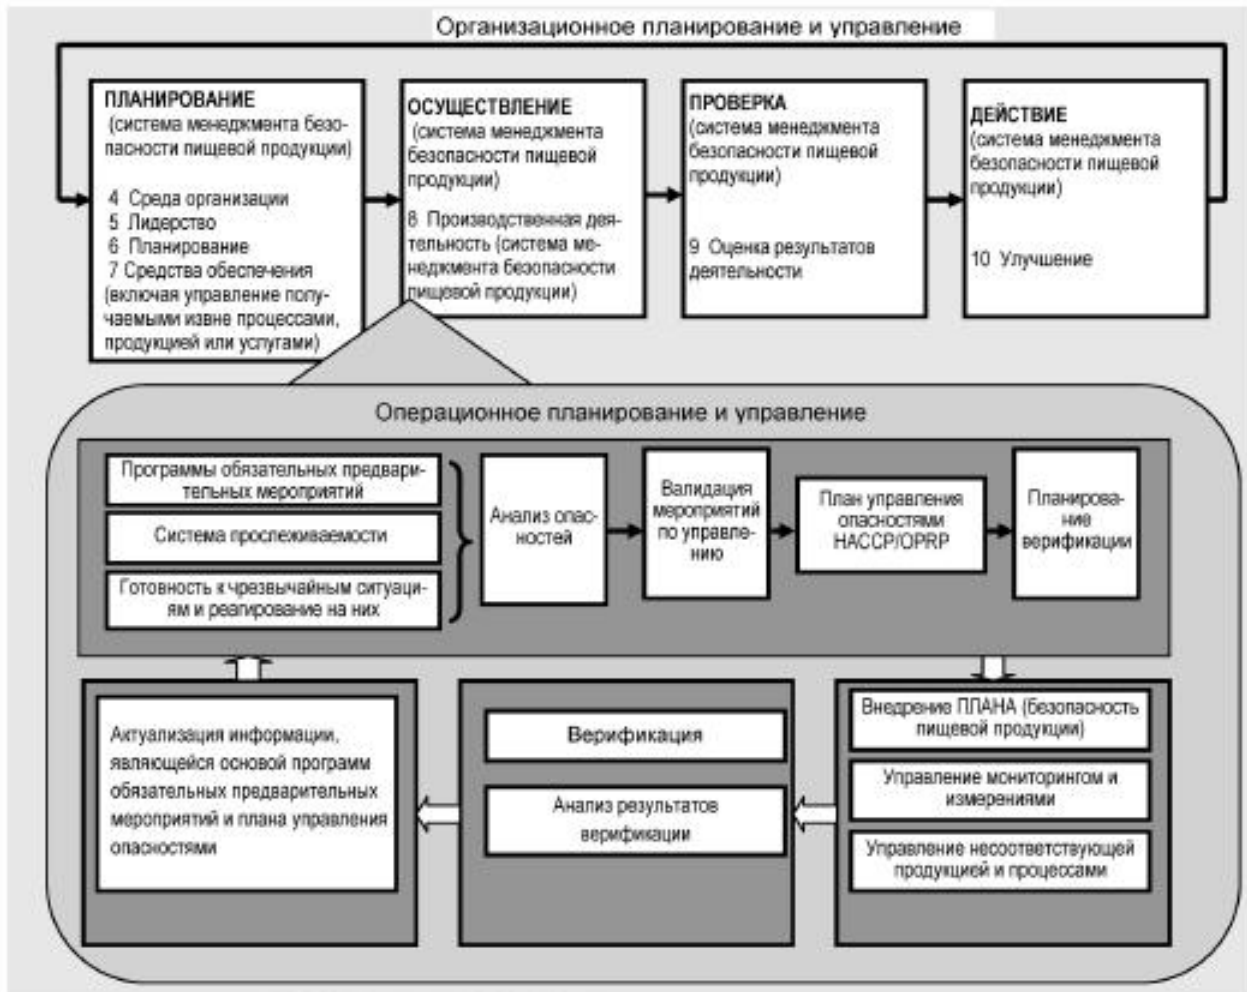 Организационное планирование и управление
ПЛАНИРОВАНИЕ
(система менеджмента безо-
пасности пищевой продукции)
4 Среда организации
5 Лидерство
6 Планирование
7 Средства обеспечения
(включая управление полу-
чаемыми извне процессами,
продукцией или услугами)
ОСУЩЕСТВЛЕНИЕ
(система менеджмента
безопасности пищевой
продукции)
8 Производственная дея-
тельность (система ме-
неджмента безопасности
пищевой продукции)
ПРОВЕРКА
(система менеджмента
безопасности пищевой
продукции)
9 Оценка результатов
деятельности
ДЕЙСТВИЕ
(система менеджмента
безопасности пищевой
продукции)
10 Улучшение
Операционное планирование и управление
Программы обязательных предвари-
тельных мероприятий
Система прослеживаемости
Готовность к чрезвычайным ситуаци-
ям и реагирование на них
Анализ опас-
ностей
Валидация
мероприятий
по управле-
нию
План управления
опасностями
HACCP/OPRP
Планирова-
ние
верификации
Внедрение ПЛАНА (безопасность
пищевой продукции)
Управление мониторингом и
измерениями
Управление несоответствующей
продукцией и процессами
Верификация
Анализ результатов
верификации
Актуализация информации,
являющейся основой программ
обязательных предварительных
мероприятий и плана управления
опасностями